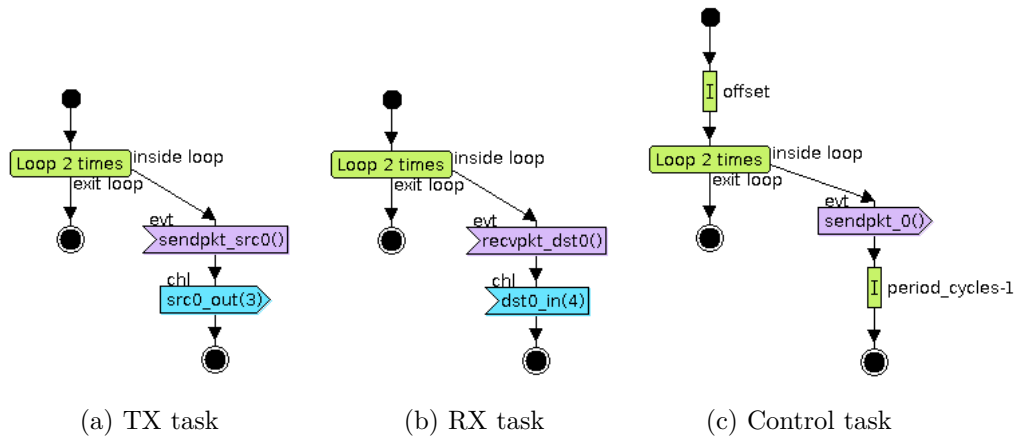 Loop 2 times
inside loop
exit loop
evt
sendpkt_src0()
chl
src0_out(3)
(a) TX task
Loop 2 times
inside loop
exit loop
evt
recvpkt_dst0()
chl
dst0_in(4)
(b) RX task
I
offset
Loop 2 times
inside loop
exit loop
evt
sendpkt_0()
I
period_cycles-1
(c) Control task